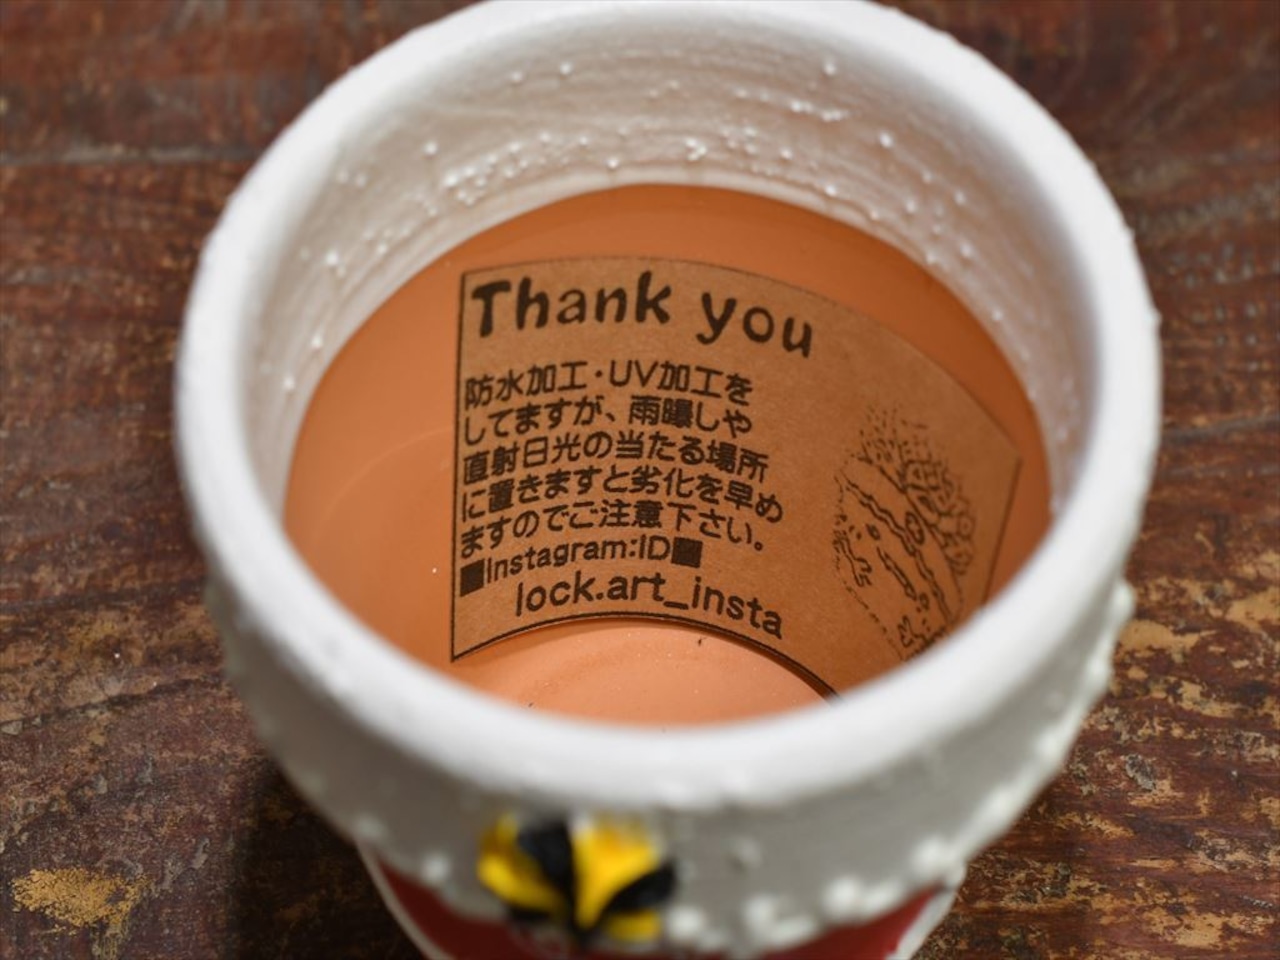 Thank you
防水加工・UV加工を
してますが、雨曝しや
直射日光の当たる場所
に置きますと劣化を早め
ますのでご注意下さい。
■Instagram:ID■
lock.art_insta